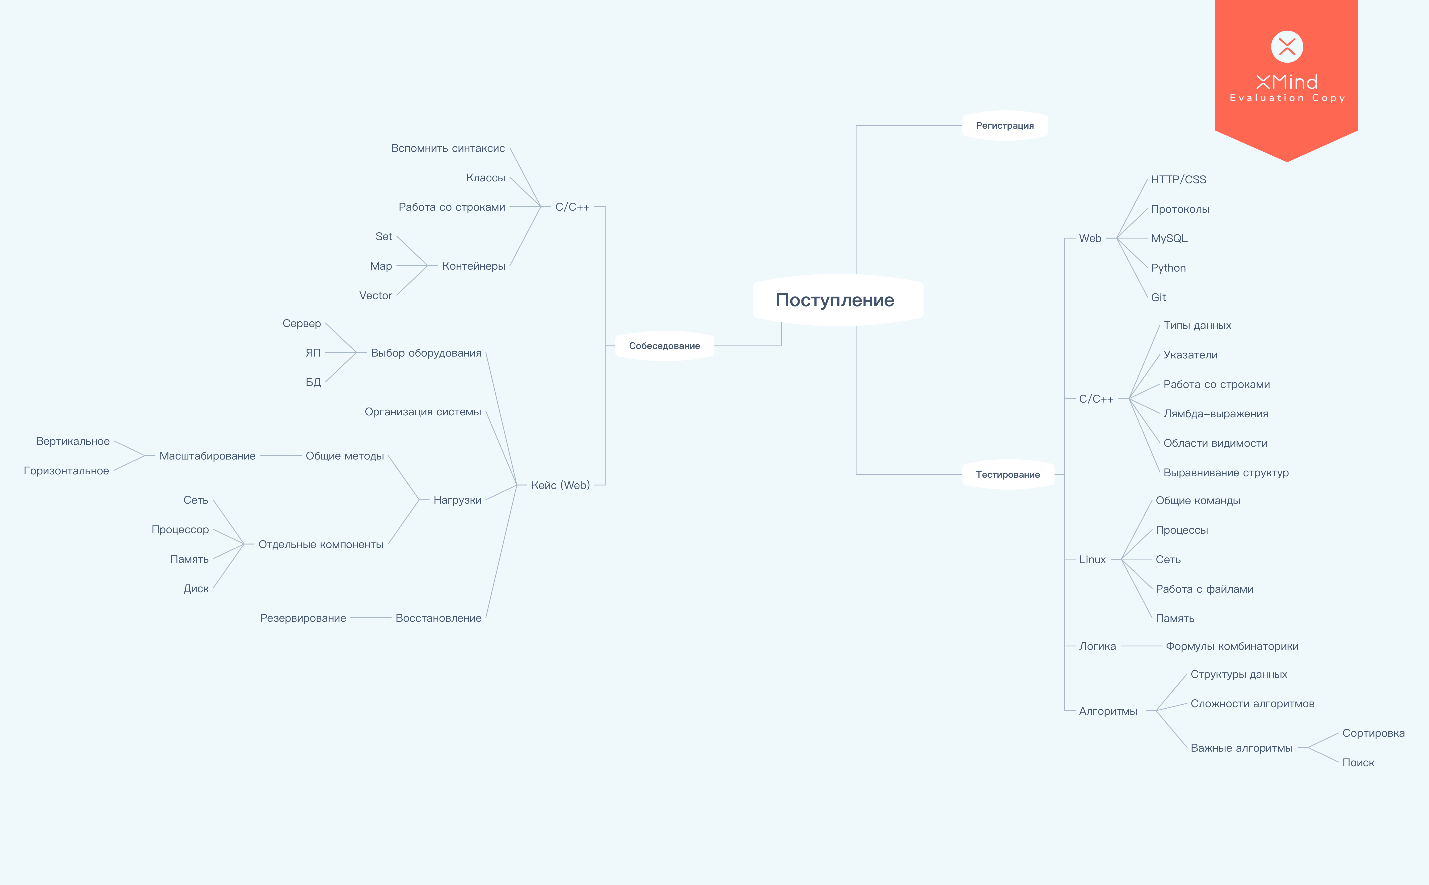 XMind
Evaluation Copy
Поступление
Регистрация
Тестирование
Web
HTTP/CSS
Протоколы
MySQL
Python
Git
C/C++
Типы данных
Указатели
Работа со строками
Лямбда-выражения
Области видимости
Выравнивание структур
Linux
Общие команды
Процессы
Сеть
Работа с файлами
Память
Логика
Формулы комбинаторики
Алгоритмы
Структуры данных
Сложности алгоритмов
Важные алгоритмы
Сортировка
Поиск
Собеседование
C/C++
Вспомнить синтаксис
Классы
Работа со строками
Контейнеры
Set
Map
Vector
Кейс (Web)
Выбор оборудования
Сервер
ЯП
БД
Организация системы
Нагрузки
Общие методы
Масштабирование
Вертикальное
Горизонтальное
Отдельные компоненты
Сеть
Процессор
Память
Диск
Восстановление
Резервирование